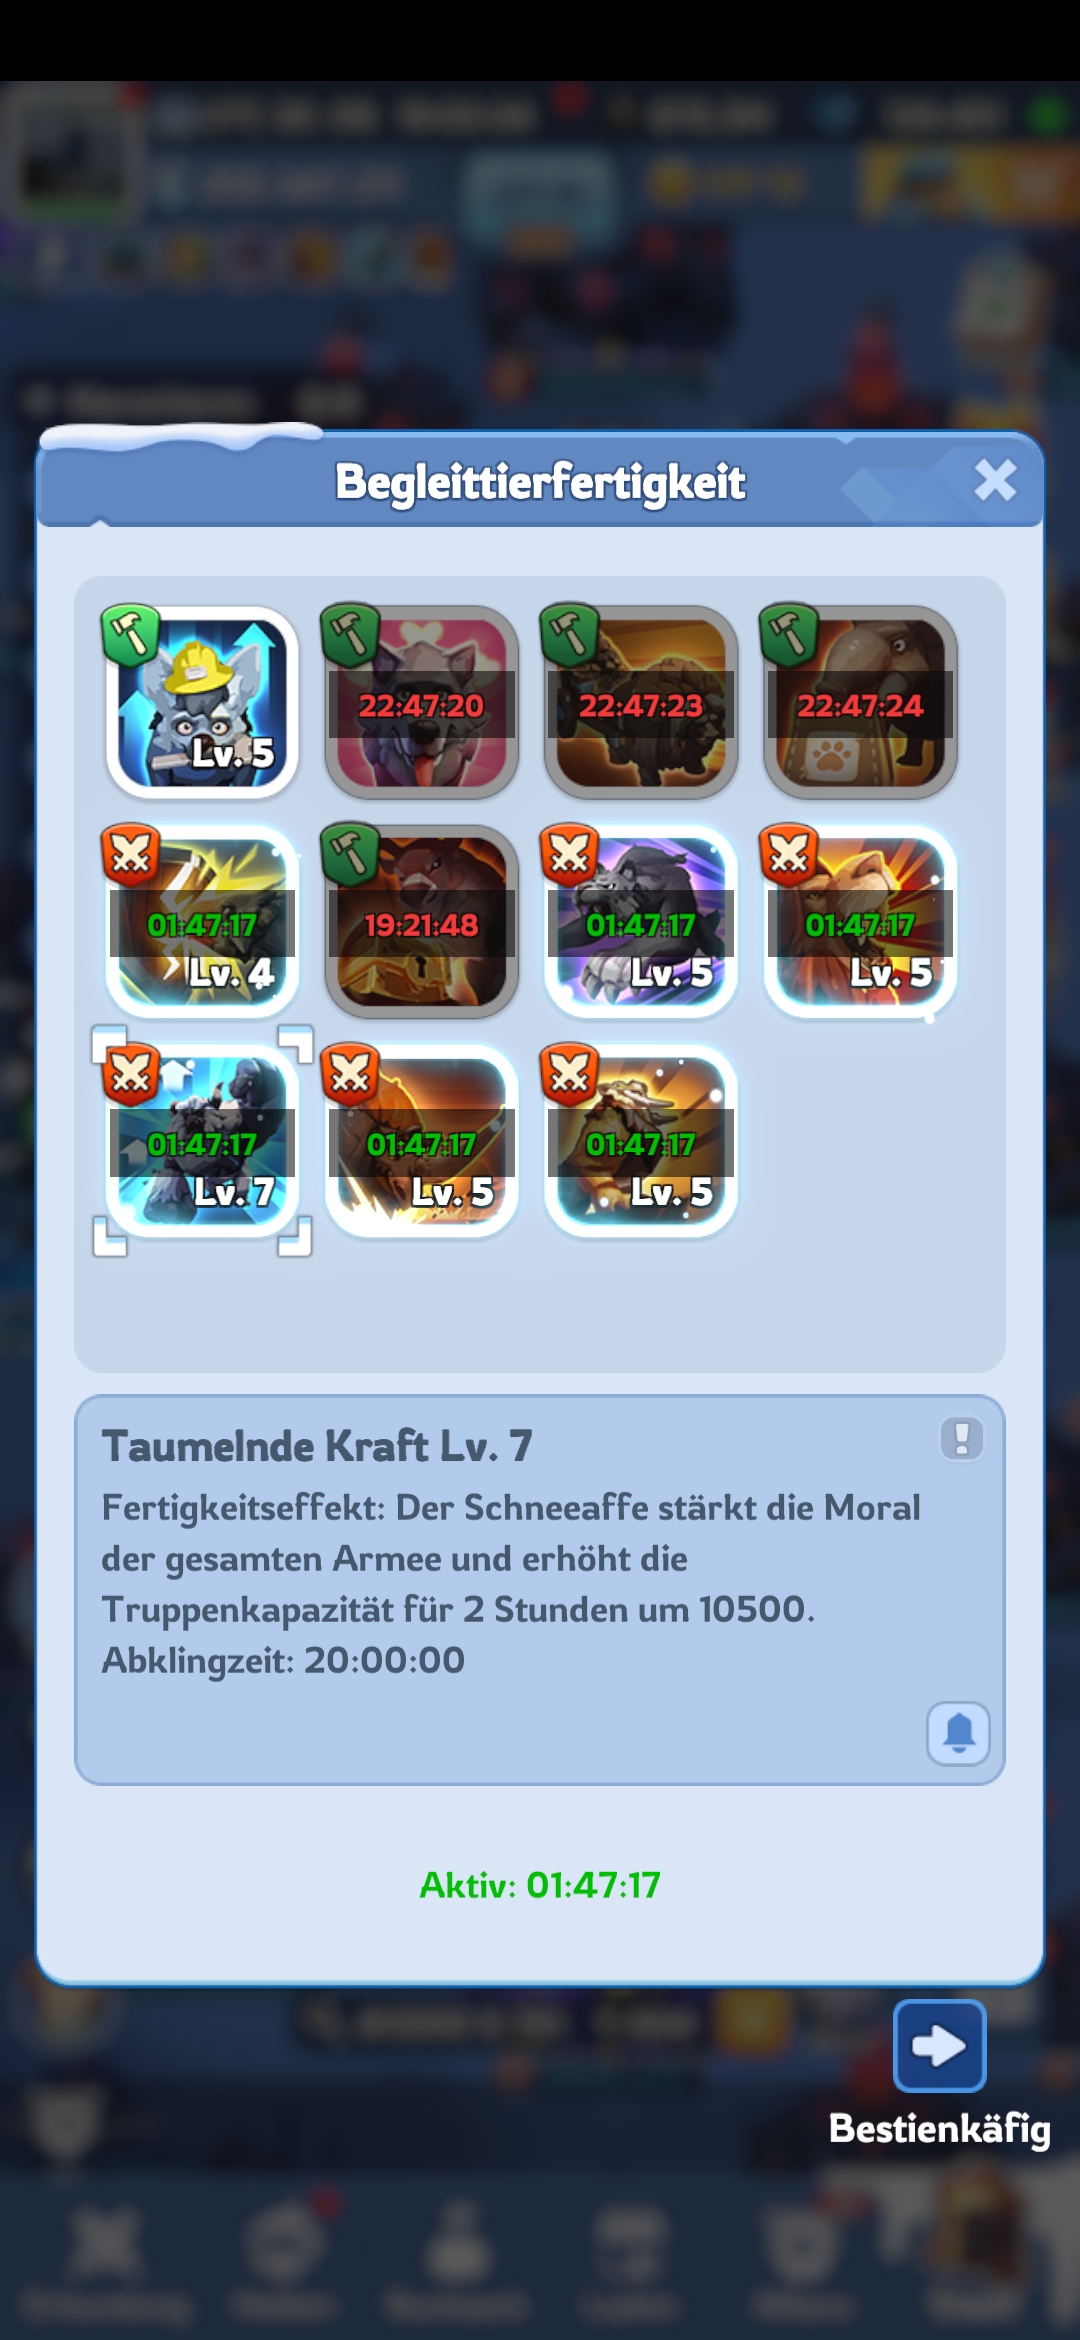 Begleittierfertigkeit
Lv. 5
22:47:20
22:47:23
22:47:24
01:47:17
Lv. 4
19:21:48
01:47:17
Lv. 5
01:47:17
Lv. 5
01:47:17
Lv. 7
01:47:17
Lv. 5
01:47:17
Lv. 5
Taumelnde Kraft Lv. 7
Fertigkeitseffekt: Der Schneeaffe stärkt die Moral
der gesamten Armee und erhöht die
Truppenkapazität für 2 Stunden um 10500.
Abklingzeit: 20:00:00
Aktiv: 01:47:17
Bestienkäfig